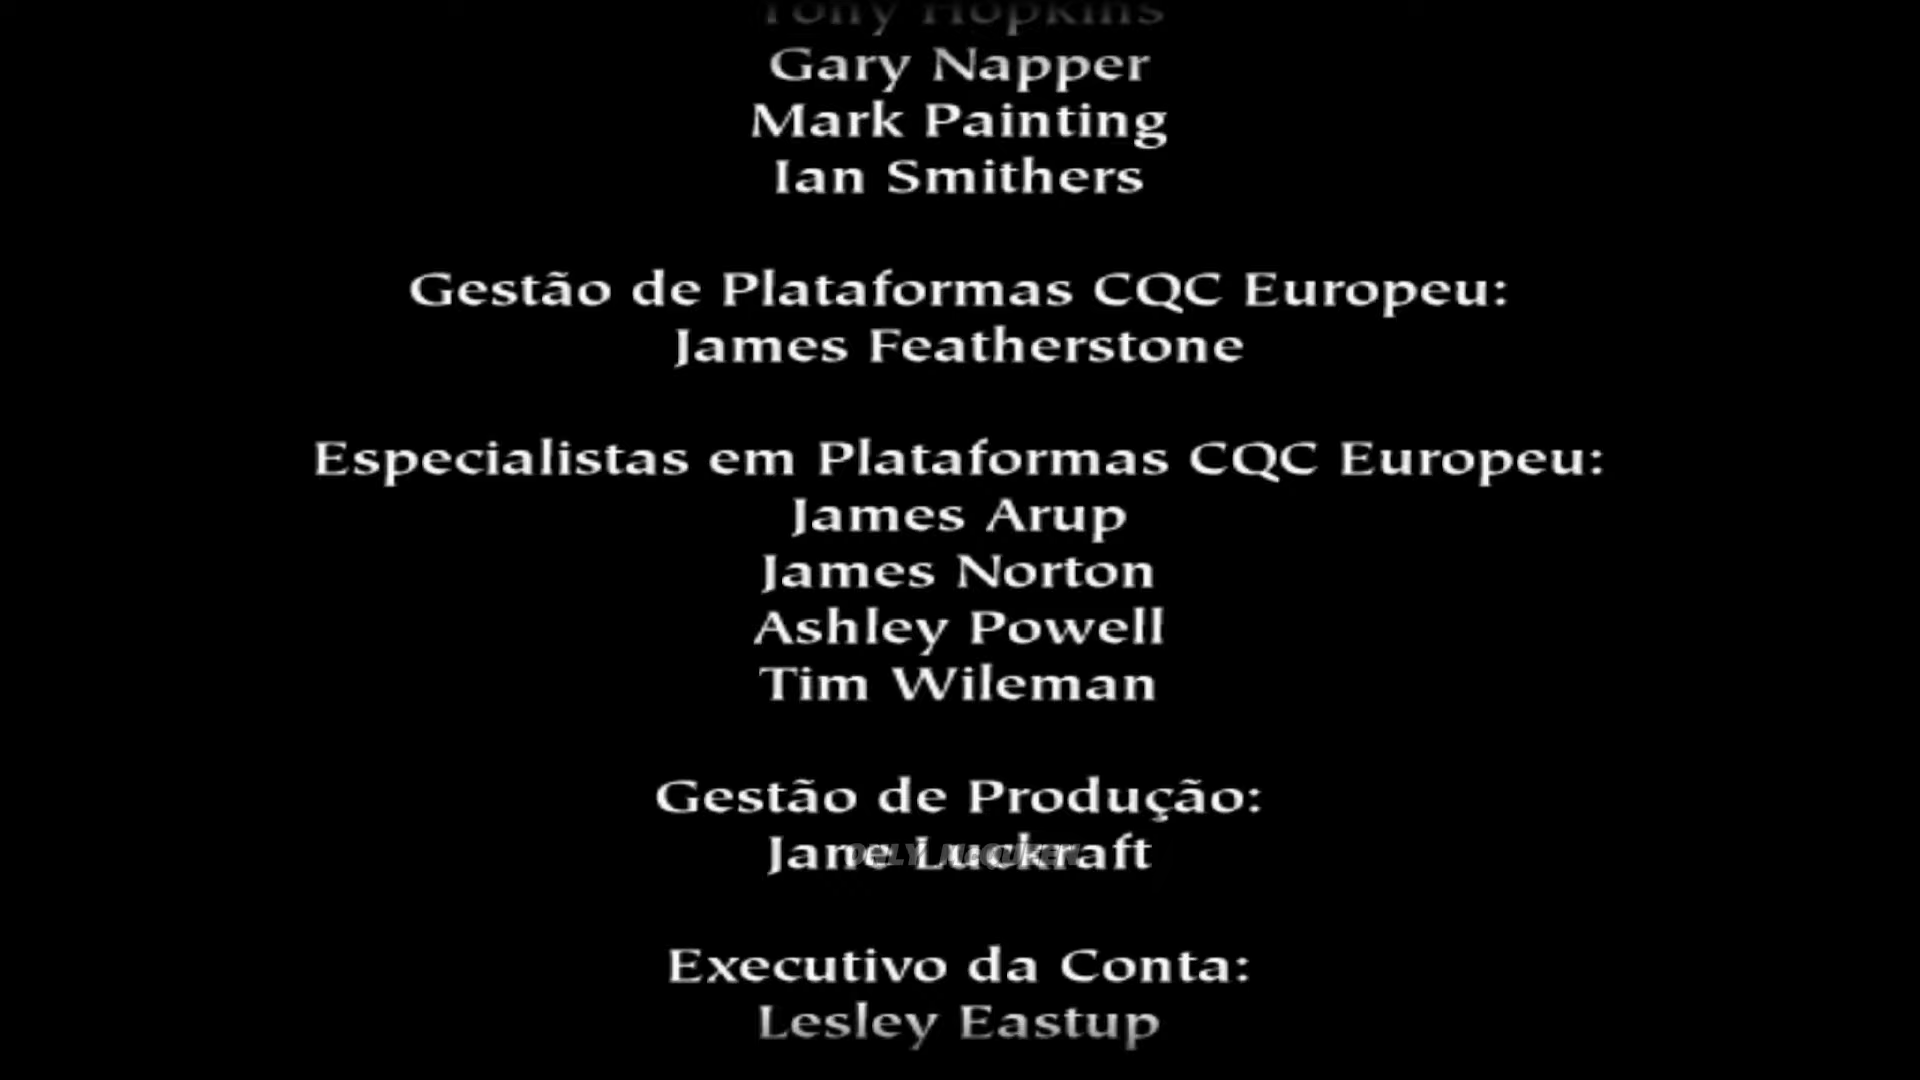 Tony Hopkins
Gary Napper
Mark Painting
Ian Smithers
Gestão de Plataformas CQC Europeu:
James Featherstone
Especialistas em Plataformas CQC Europeu:
James Arup
James Norton
Ashley Powell
Tim Wileman
Gestão de Produção:
Jane Luckraft
ONLY_McQUEEN
Executivo da Conta:
Lesley Eastup